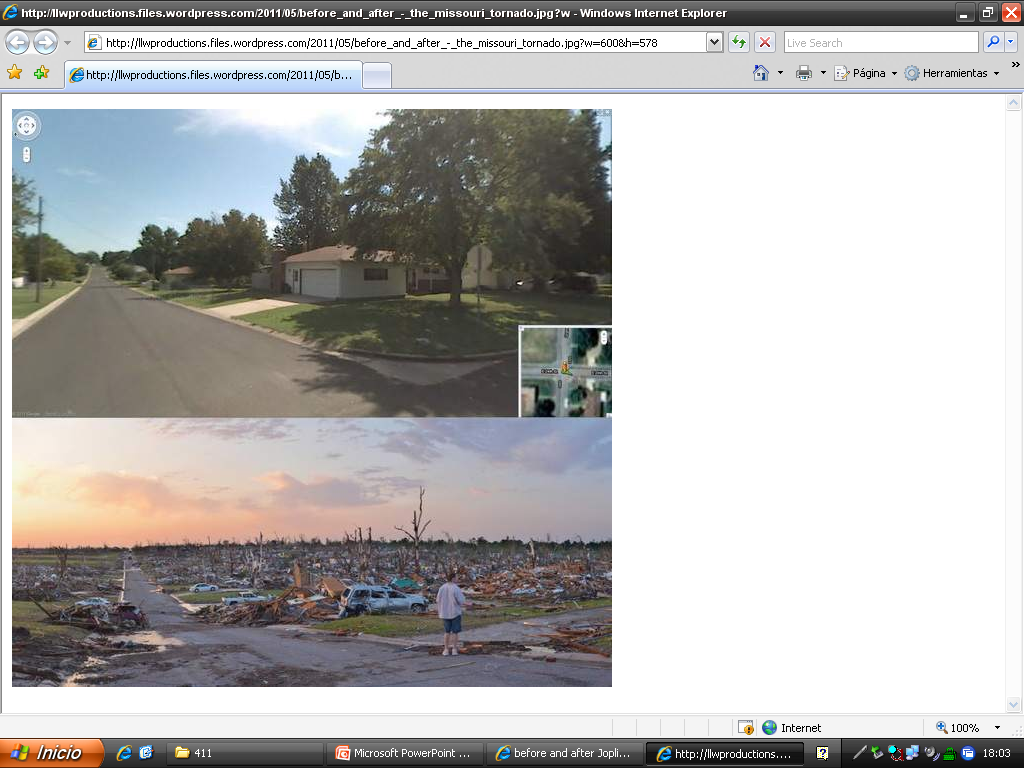 http://llwproductions.files.wordpress.com/2011/05/before_and_after_-_the_missouri_tornado.jpg?w - Windows Internet Explorer
http://llwproductions.files.wordpress.com/2011/05/before_and_after_-_the_missouri_tornado.jpg?w=600&h=578
Live Search
http://llwproductions.files.wordpress.com/2011/05/b...
Página
Herramientas
Internet
100%
Inicio
411
Microsoft PowerPoint ...
before and after Jopli...
http://llwproductions....
18:03